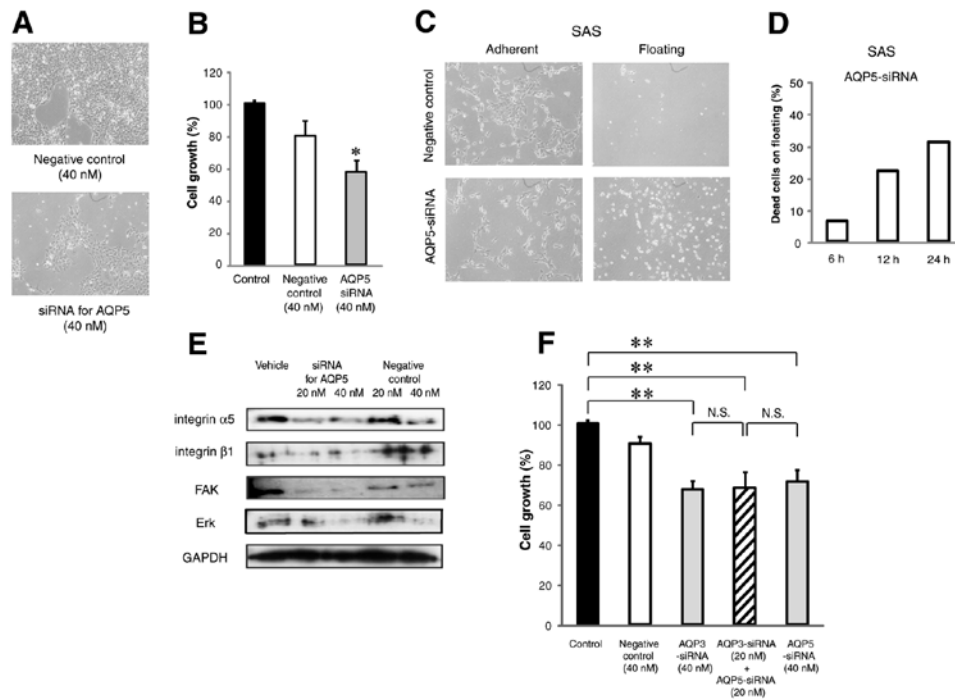 A
Negative control
(40 nM)
siRNA for AQP5
(40 nM)
B
Cell growth (%)
120
100
80
60
40
20
0
*
Control
Negative
control
(40 nM)
AQP5
siRNA
(40 nM)
C
SAS
Adherent
Floating
Negative control
AQP5-siRNA
D
SAS
AQP5-siRNA
Dead cells on floating (%)
50
40
30
20
10
0
6 h
12 h
24 h
E
Vehicle
siRNA
for AQP5
20 nM 40 nM
Negative
control
20 nM 40 nM
integrin α5
integrin β1
FAK
Erk
GAPDH
F
**
**
**
N.S.
N.S.
Cell growth (%)
120
100
80
60
40
20
0
Control
Negative
control
(40 nM)
AQP3
-siRNA
(40 nM)
AQP3-siRNA
(20 nM)
+
AQP5-siRNA
(20 nM)
AQP5
-siRNA
(40 nM)